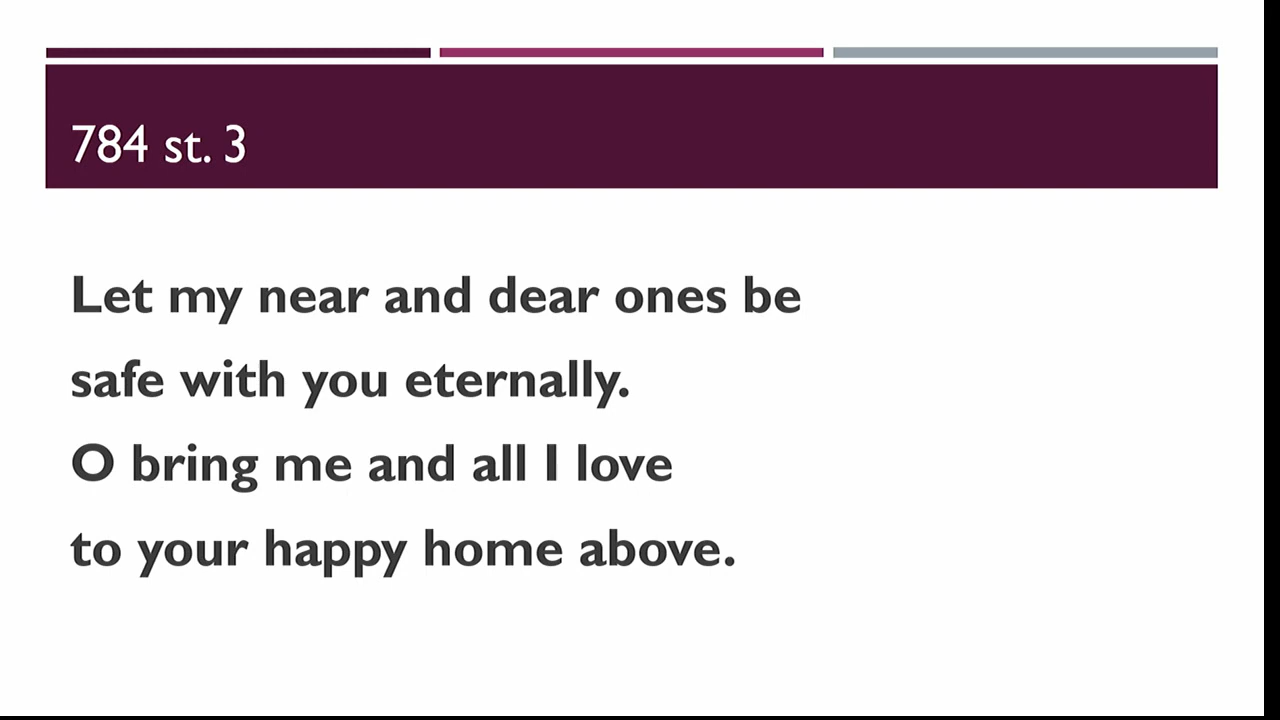 784 st. 3
Let my near and dear ones be
safe with you eternally.
O bring me and all I love
to your happy home above.